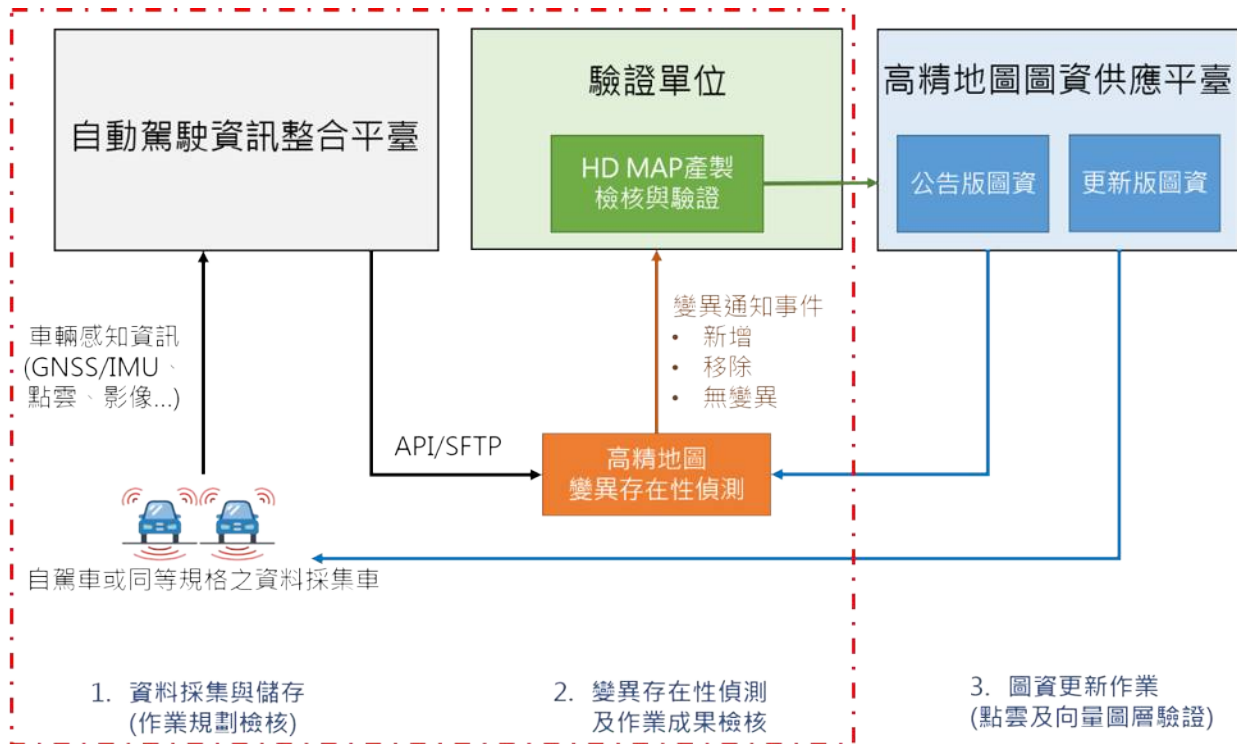 自動駕駛資訊整合平臺
驗證單位
HD MAP產製
檢核與驗證
高精地圖圖資供應平臺
公告版圖資
更新版圖資
車輛感知資訊
(GNSS/IMU、
點雲、影像...)
API/SFTP
變異通知事件
• 新增
• 移除
• 無變異
高精地圖
變異存在性偵測
自駕車或同等規格之資料採集車
1. 資料採集與儲存
(作業規劃檢核)
2. 變異存在性偵測
及作業成果檢核
3. 圖資更新作業
(點雲及向量圖層驗證)